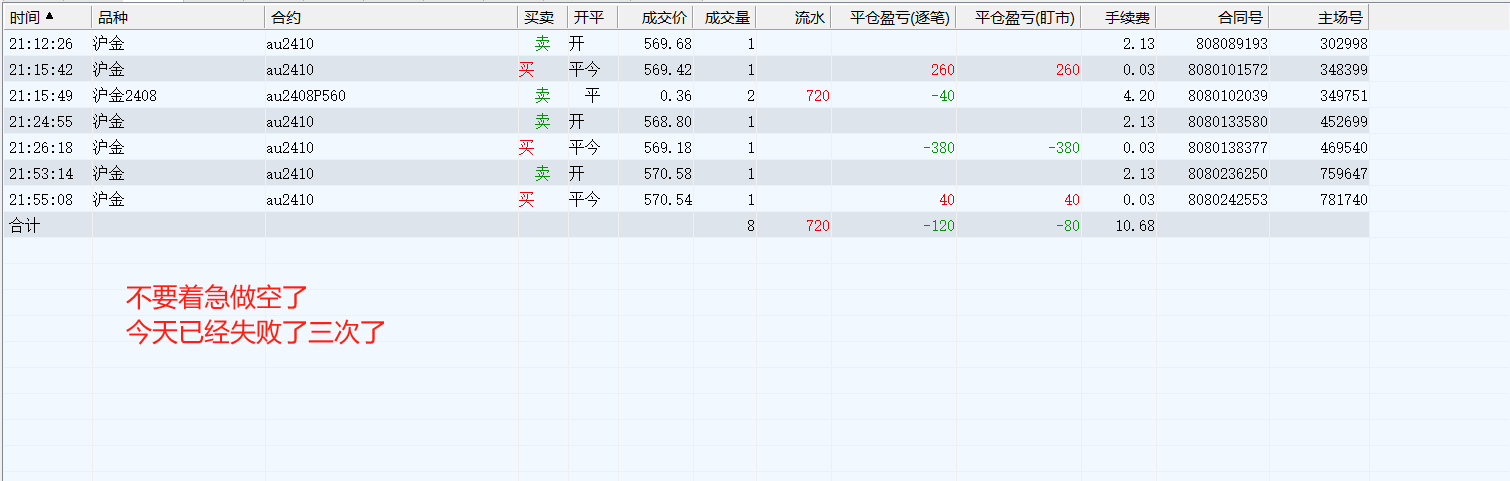 时间 ▲ 品种 合约 买卖 开平 成交价 成交量 流水 平仓盈亏(逐笔) 平仓盈亏(盯市) 手续费 合同号 主场号
21:12:26 沪金 au2410 卖 开 569.68 1 2.13 808089193 302998
21:15:42 沪金 au2410 买 平今 569.42 1 260 260 0.03 8080101572 348399
21:15:49 沪金2408 au2408P560 卖 平 0.36 2 720 -40 4.20 8080102039 349751
21:24:55 沪金 au2410 卖 开 568.80 1 2.13 8080133580 452699
21:26:18 沪金 au2410 买 平今 569.18 1 -380 -380 0.03 8080138377 469540
21:53:14 沪金 au2410 卖 开 570.58 1 2.13 8080236250 759647
21:55:08 沪金 au2410 买 平今 570.54 1 40 40 0.03 8080242553 781740
合计 8 720 -120 -80 10.68
不要着急做空了
今天已经失败了三次了